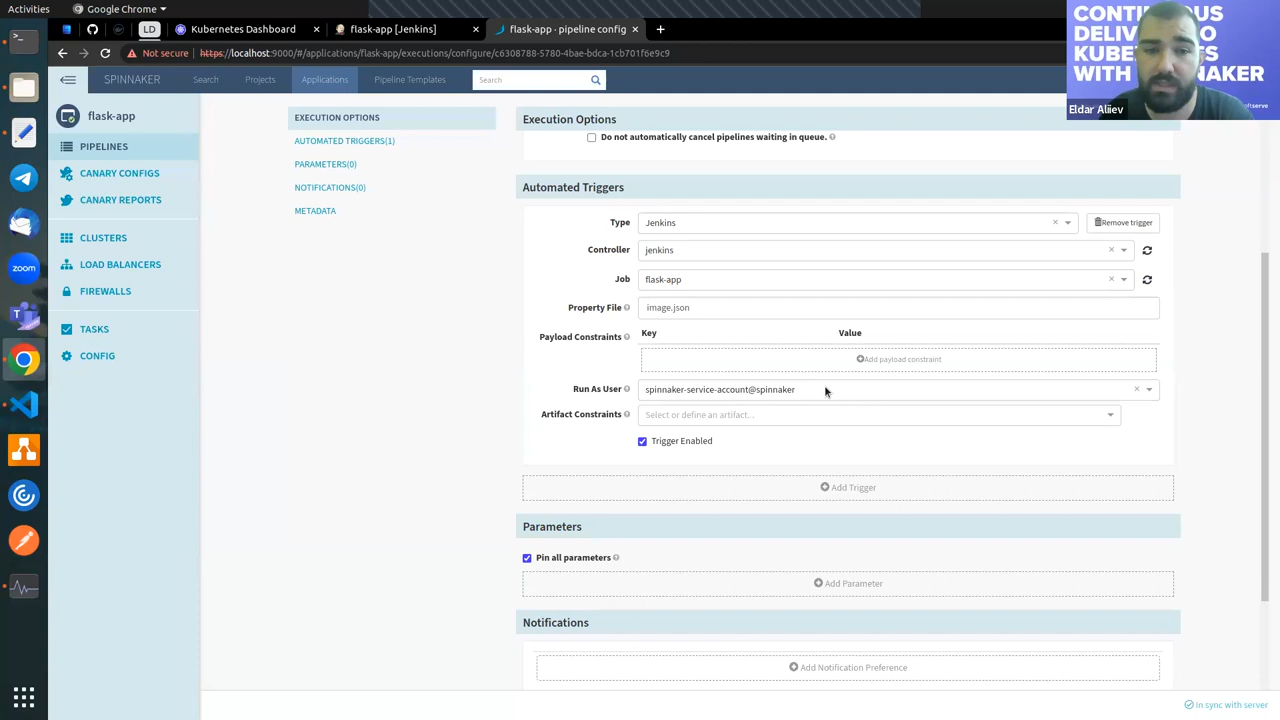 Activities
Google Chrome
LD
Kubernetes Dashboard
flask-app [Jenkins]
flask-app · pipeline config
Not secure
https://localhost:9000/#/applications/flask-app/executions/configure/c6308788-5780-4bae-bdca-1cb701f6e9c9
SPINNAKER
Search
Projects
Applications
Pipeline Templates
Search
Eldar Aliiev
flask-app
PIPELINES
CANARY CONFIGS
CANARY REPORTS
CLUSTERS
LOAD BALANCERS
FIREWALLS
TASKS
CONFIG
zoom
EXECUTION OPTIONS
AUTOMATED TRIGGERS(1)
PARAMETERS(0)
NOTIFICATIONS(0)
METADATA
Execution Options
Do not automatically cancel pipelines waiting in queue.
Automated Triggers
Type
Jenkins
Remove trigger
Controller
jenkins
Job
flask-app
Property File
image.json
Payload Constraints
Key
Value
Add payload constraint
Run As User
spinnaker-service-account@spinnaker
Artifact Constraints
Select or define an artifact...
Trigger Enabled
Add Trigger
Parameters
Pin all parameters
Add Parameter
Notifications
Add Notification Preference
In sync with server